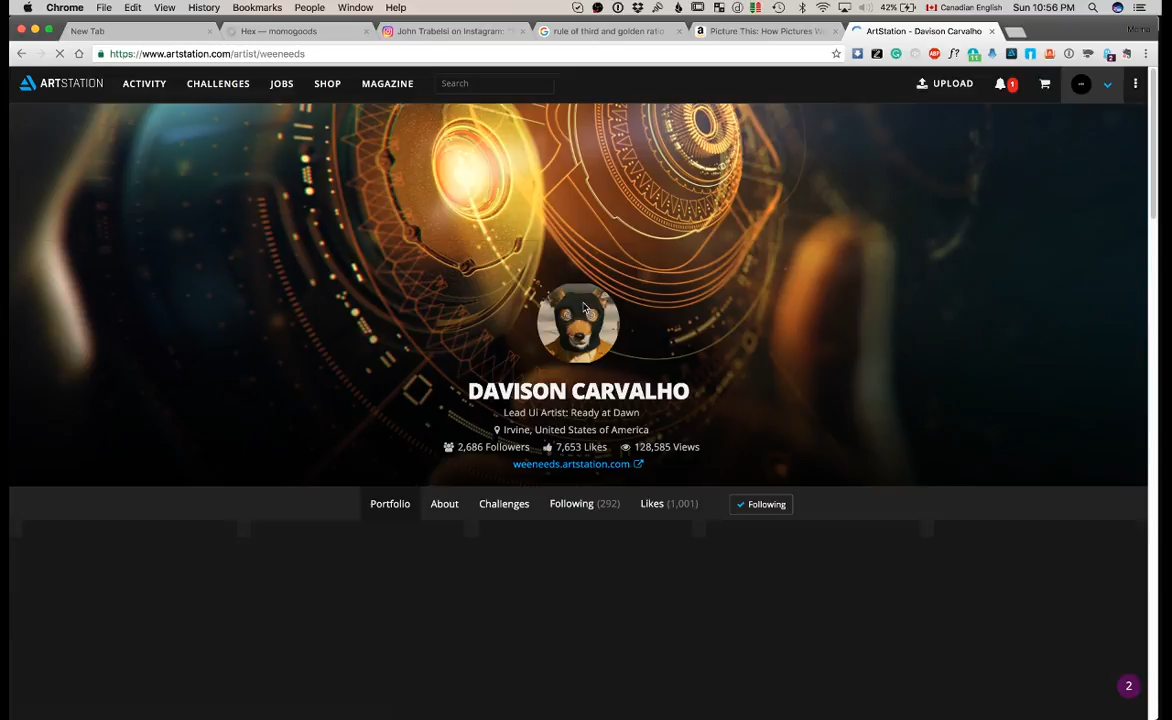 Chrome File Edit View History Bookmarks People Window Help 42% Canadian English Sun 10:56 PM
New Tab Hex — momogoods John Trabelsi on Instagram: " rule of third and golden ratio Picture This: How Pictures W ArtStation - Davison Carvalho
https://www.artstation.com/artist/weeneeds
ARTSTATION ACTIVITY CHALLENGES JOBS SHOP MAGAZINE Search UPLOAD 1
DAVISON CARVALHO
Lead Ui Artist: Ready at Dawn
Irvine, United States of America
2,686 Followers 7,653 Likes 128,585 Views
weeneeds.artstation.com
Portfolio About Challenges Following (292) Likes (1,001) Following
2